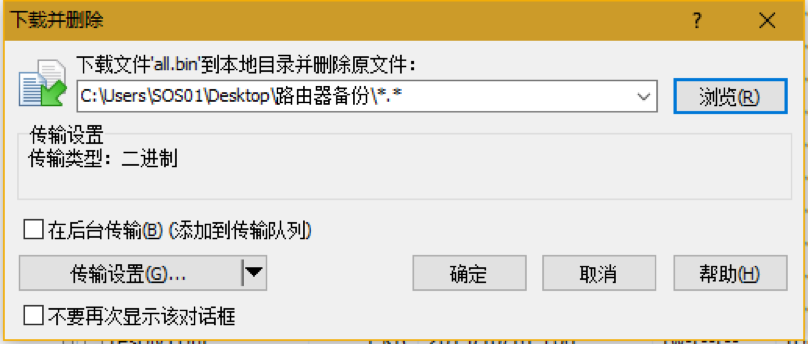 下载并删除
下载文件'all.bin'到本地目录并删除原文件：
C:\Users\SOS01\Desktop\路由器备份\*.*
浏览(R)
传输设置
传输类型：二进制
在后台传输(B) (添加到传输队列)
传输设置(G)...
确定
取消
帮助(H)
不要再次显示该对话框